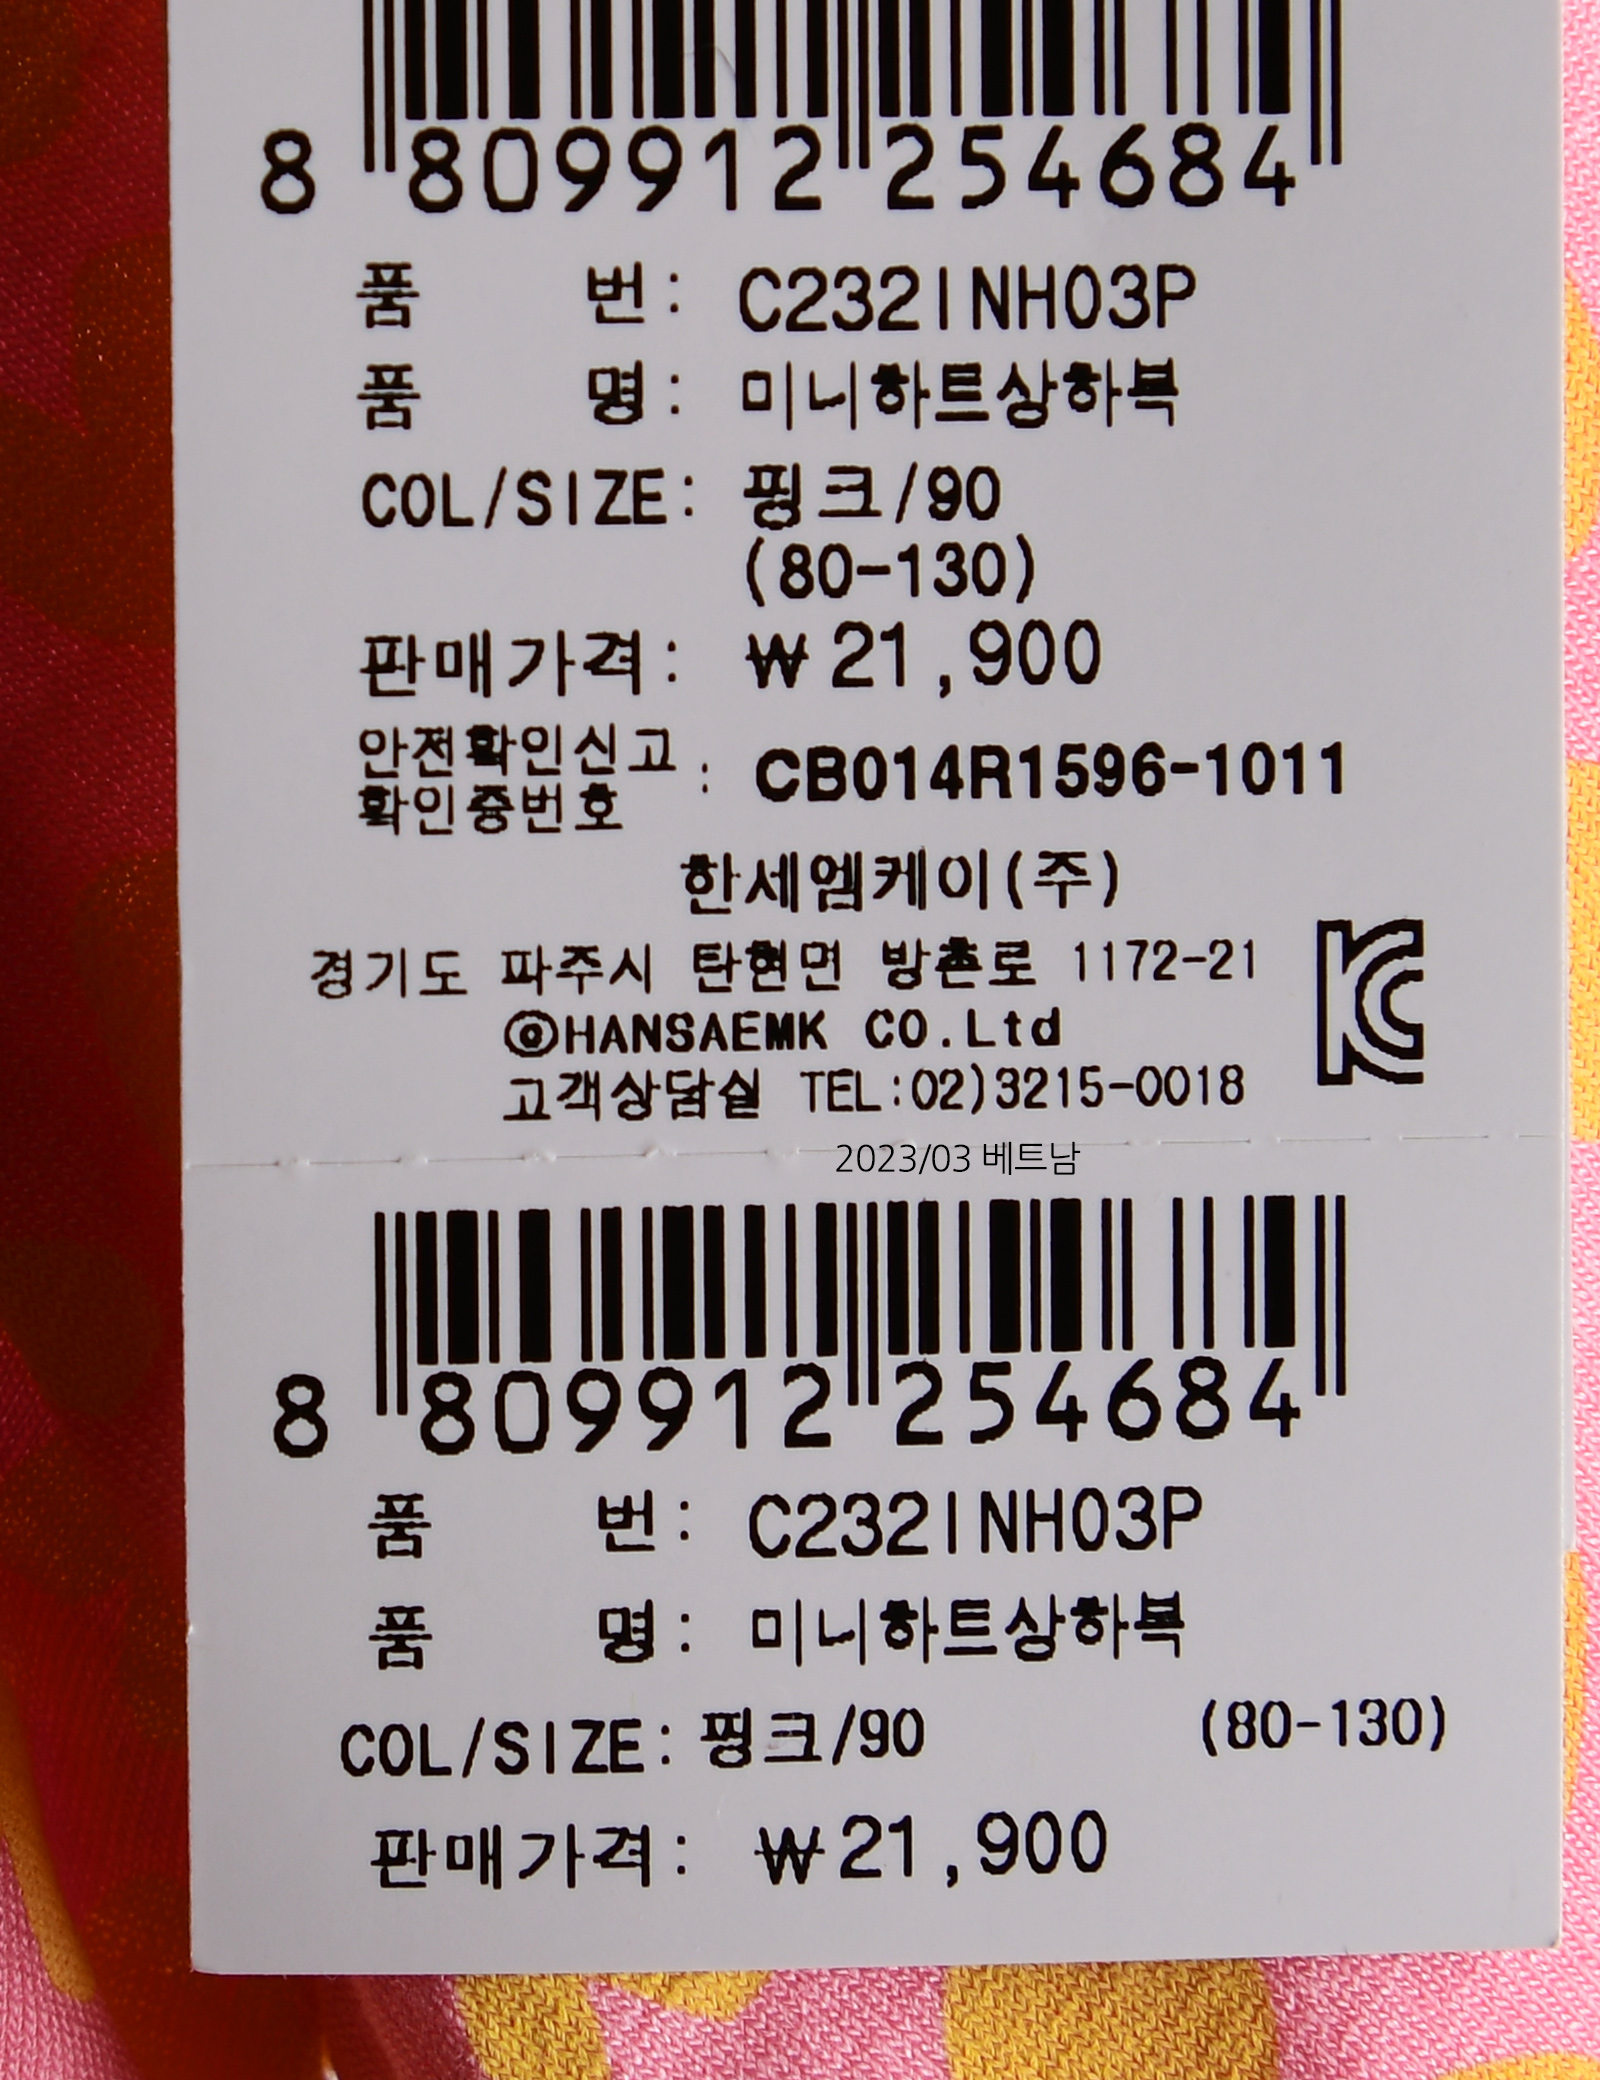 8 809912 254684
품 번: C232INH03P
품 명: 미니하트상하복
COL/SIZE: 핑크/90
(80-130)
판매가격: ₩21,900
안전확인신고
확인증번호 : CB014R1596-1011
한세엠케이(주)
경기도 파주시 탄현면 방촌로 1172-21
ⓒHANSAEMK CO.Ltd
고객상담실 TEL:02)3215-0018
KC
2023/03 베트남
8 809912 254684
품 번: C232INH03P
품 명: 미니하트상하복
COL/SIZE: 핑크/90 (80-130)
판매가격: ₩21,900